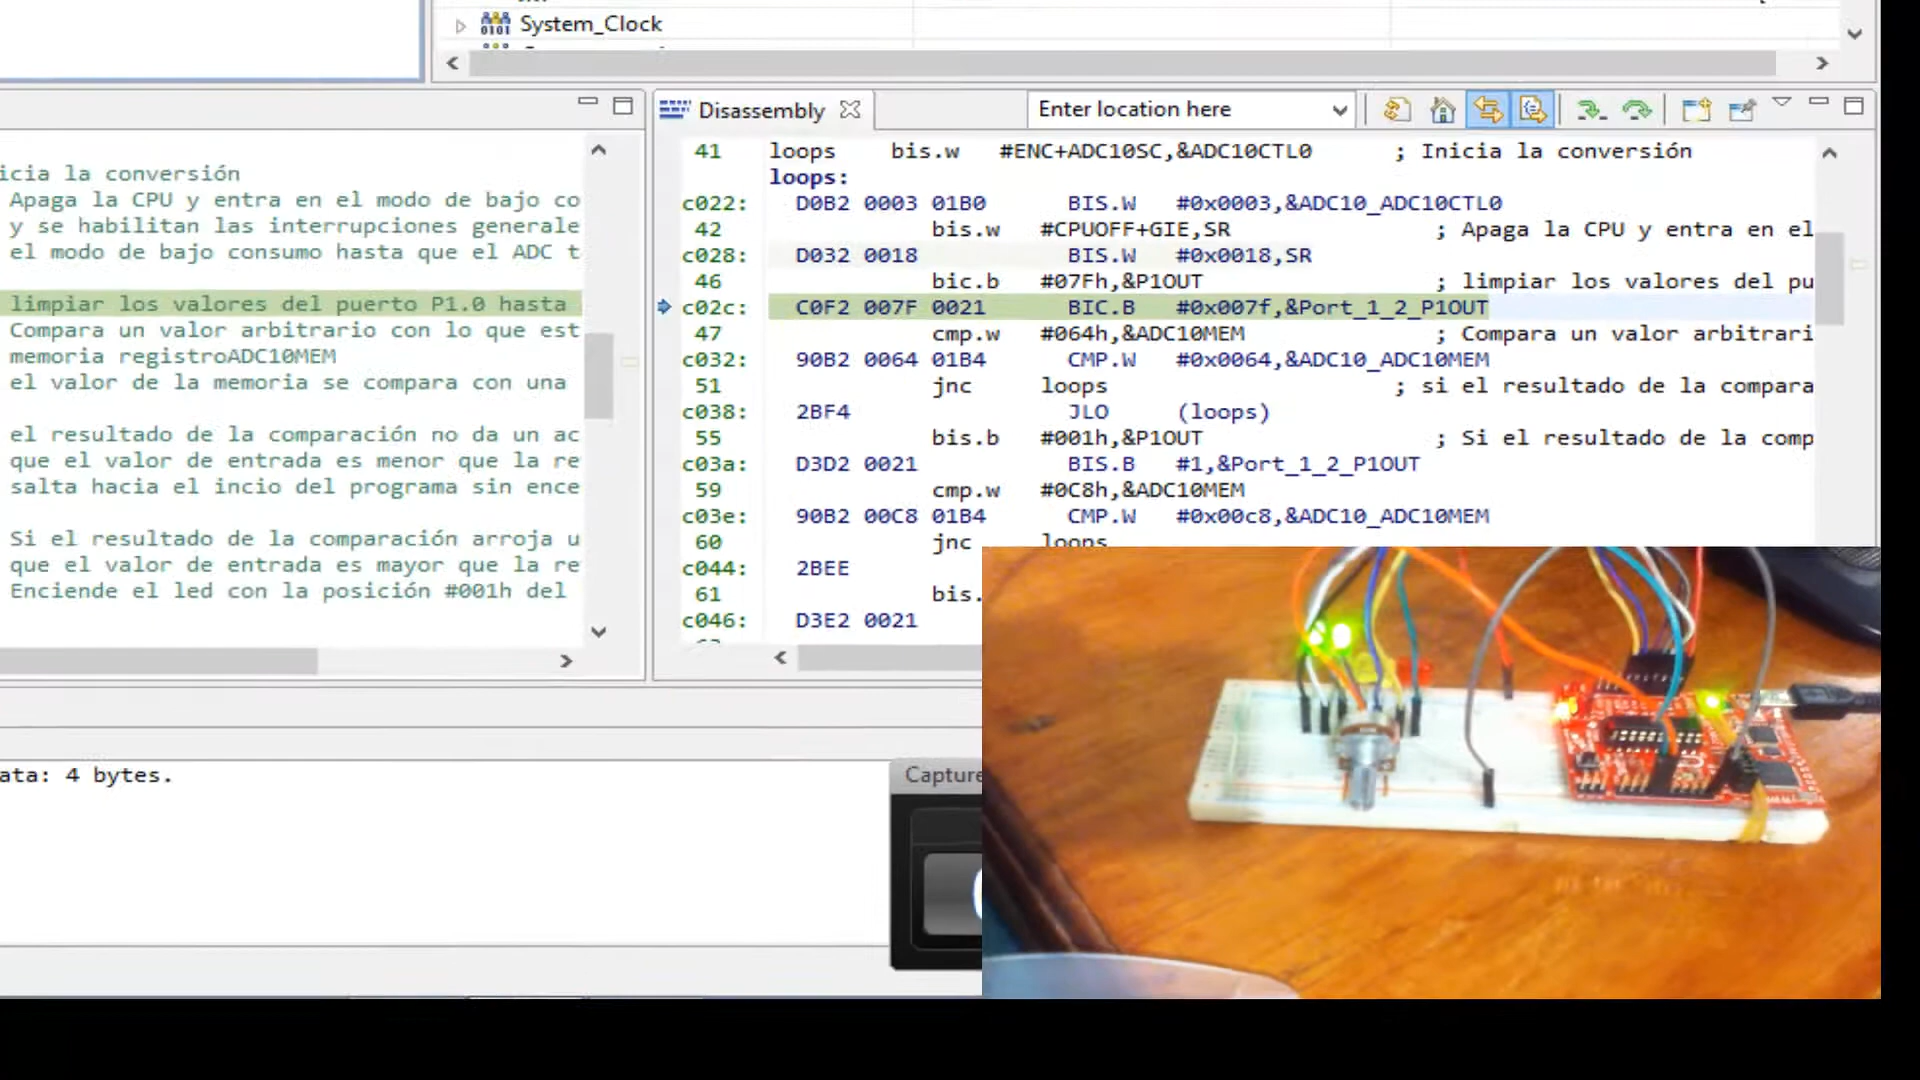 System_Clock
icia la conversión
Apaga la CPU y entra en el modo de bajo co
y se habilitan las interrupciones generale
el modo de bajo consumo hasta que el ADC t
limpiar los valores del puerto P1.0 hasta
Compara un valor arbitrario con lo que est
memoria registroADC10MEM
el valor de la memoria se compara con una
el resultado de la comparación no da un ac
que el valor de entrada es menor que la re
salta hacia el incio del programa sin ence
Si el resultado de la comparación arroja u
que el valor de entrada es mayor que la re
Enciende el led con la posición #001h del
Disassembly
Enter location here
41 loops bis.w #ENC+ADC10SC,&ADC10CTL0 ; Inicia la conversión
loops:
c022: D0B2 0003 01B0 BIS.W #0x0003,&ADC10_ADC10CTL0
42 bis.w #CPUOFF+GIE,SR ; Apaga la CPU y entra en el
c028: D032 0018 BIS.W #0x0018,SR
46 bic.b #07Fh,&P1OUT ; limpiar los valores del pu
c02c: C0F2 007F 0021 BIC.B #0x007f,&Port_1_2_P1OUT
47 cmp.w #064h,&ADC10MEM ; Compara un valor arbitrari
c032: 90B2 0064 01B4 CMP.W #0x0064,&ADC10_ADC10MEM
51 jnc loops ; si el resultado de la compara
c038: 2BF4 JLO (loops)
55 bis.b #001h,&P1OUT ; Si el resultado de la comp
c03a: D3D2 0021 BIS.B #1,&Port_1_2_P1OUT
59 cmp.w #0C8h,&ADC10MEM
c03e: 90B2 00C8 01B4 CMP.W #0x00c8,&ADC10_ADC10MEM
60 jnc loops
c044: 2BEE
61 bis.
c046: D3E2 0021
ata: 4 bytes.
Capture